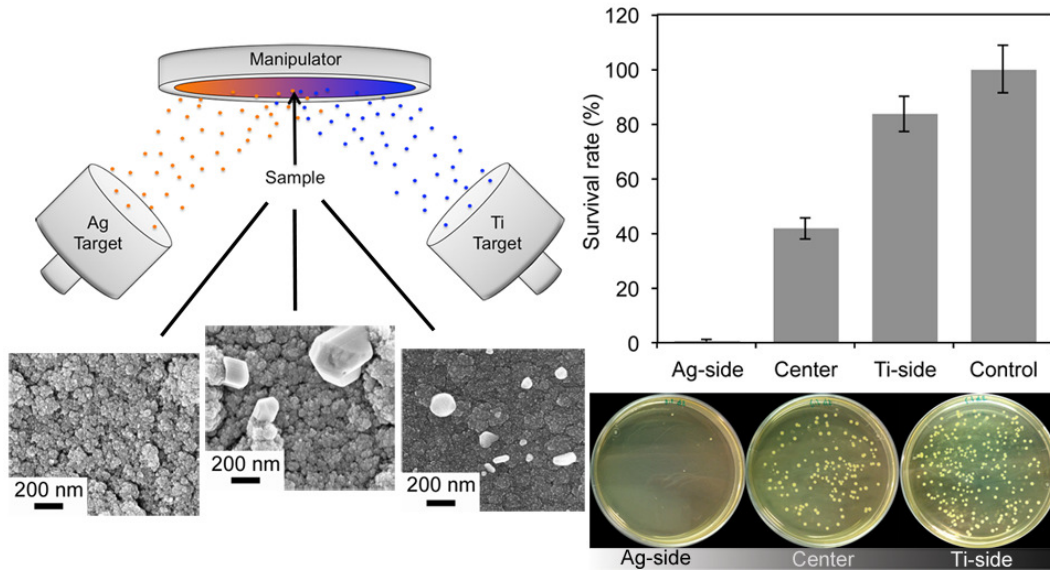 Manipulator
Sample
Ag
Target
Ti
Target
200 nm
200 nm
200 nm
Survival rate (%)
120
100
80
60
40
20
0
Ag-side
Center
Ti-side
Control
Ag-side
Center
Ti-side